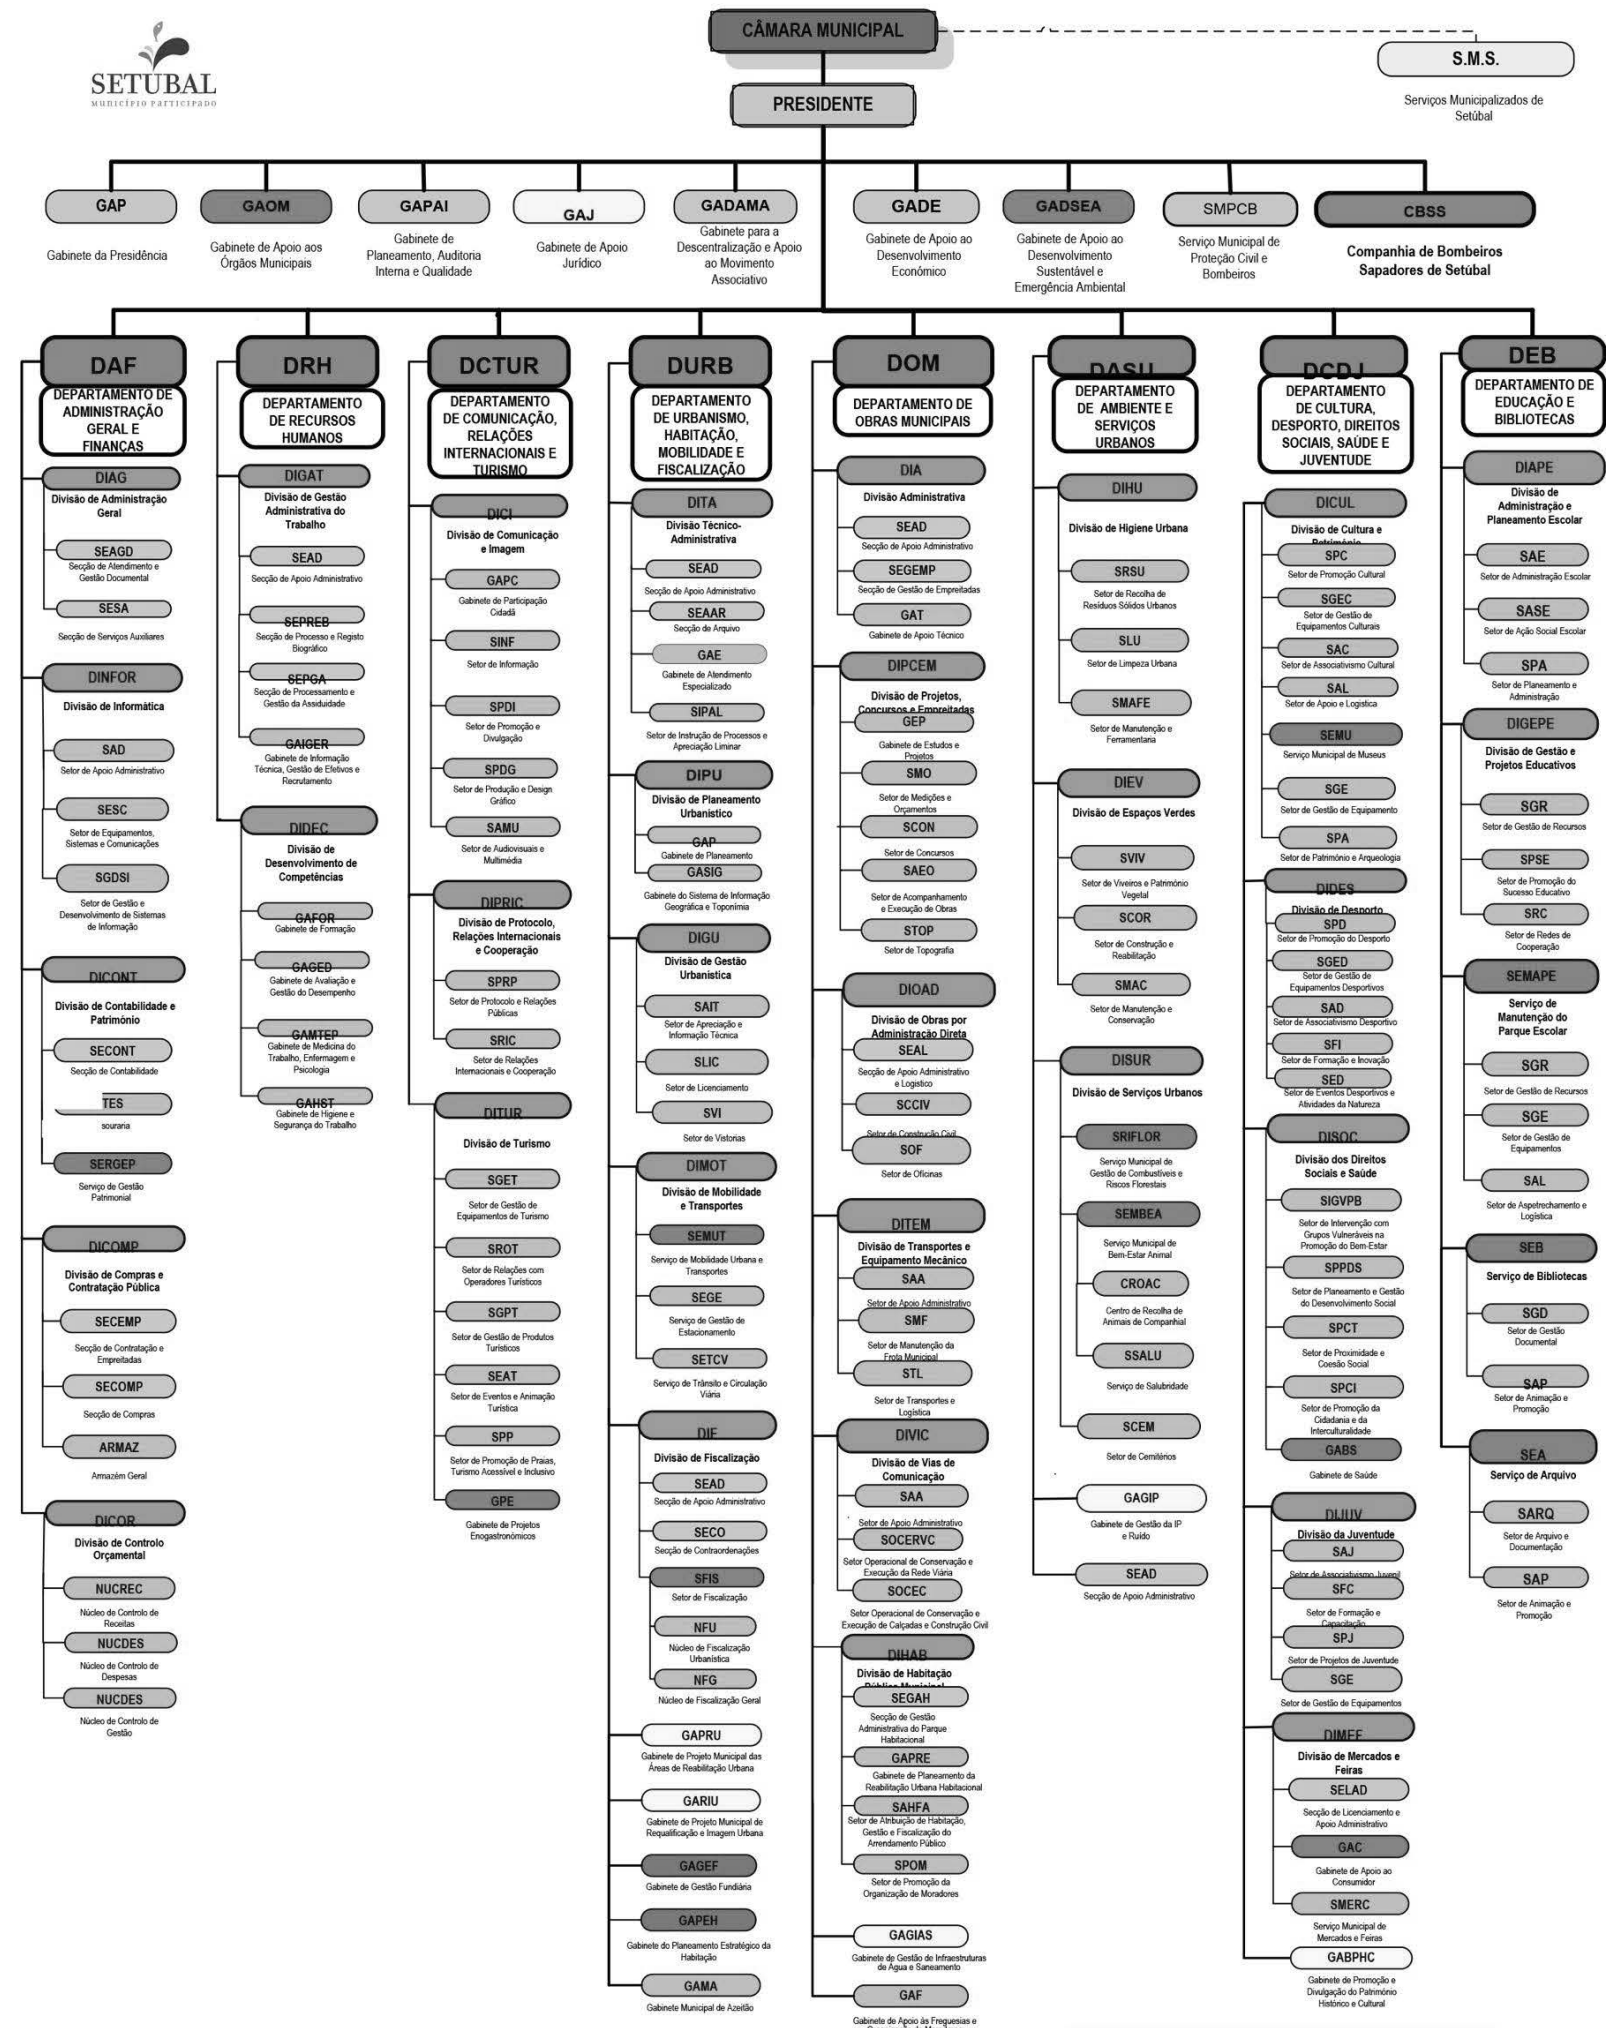 CÂMARA MUNICIPAL
SETÚBAL
MUNICÍPIO PARTICIPADO
S.M.S.
Serviços Municipalizados de
Setúbal
PRESIDENTE
GAP
Gabinete da Presidência
GAOM
Gabinete de Apoio aos
Órgãos Municipais
GAPAI
Gabinete de
Planeamento, Auditoria
Interna e Qualidade
GAJ
Gabinete de Apoio
Jurídico
GADAMA
Gabinete para a
Descentralização e Apoio
ao Movimento
Associativo
GADE
Gabinete de Apoio ao
Desenvolvimento
Económico
GADSEA
Gabinete de Apoio ao
Desenvolvimento
Sustentável e
Emergência Ambiental
SMPCB
Serviço Municipal de
Proteção Civil e
Bombeiros
CBSS
Companhia de Bombeiros
Sapadores de Setúbal
DAF
DEPARTAMENTO DE
ADMINISTRAÇÃO
GERAL E
FINANÇAS
DIAG
Divisão de Administração
Geral
SEAGD
Secção de Atendimento e
Gestão Documental
SESA
Secção de Serviços Auxiliares
DINFOR
Divisão de Informática
SAD
Setor de Apoio Administrativo
SESC
Setor de Equipamentos,
Sistemas e Comunicações
SGDSI
Setor de Gestão e
Desenvolvimento de Sistemas
de Informação
DICONT
Divisão de Contabilidade e
Património
SECONT
Secção de Contabilidade
TES
souraria
SERGEP
Serviço de Gestão
Patrimonial
DICOMP
Divisão de Compras e
Contratação Pública
SECEMP
Secção de Contratação e
Empreitadas
SECOMP
Secção de Compras
ARMAZ
Armazém Geral
DICOR
Divisão de Controlo
Orçamental
NUCREC
Núcleo de Controlo de
Receitas
NUCDES
Núcleo de Controlo de
Despesas
NUCDES
Núcleo de Controlo de
Gestão
DRH
DEPARTAMENTO
DE RECURSOS
HUMANOS
DIGAT
Divisão de Gestão
Administrativa do
Trabalho
SEAD
Secção de Apoio Administrativo
SEPREB
Secção de Processo e Registo
Biográfico
SEPGA
Secção de Processamento e
Gestão da Assiduidade
GAIGER
Gabinete de Informação
Técnica, Gestão de Efetivos e
Recrutamento
DIDEC
Divisão de
Desenvolvimento de
Competências
GAFOR
Gabinete de Formação
GAGED
Gabinete de Avaliação e
Gestão do Desempenho
GAMTEP
Gabinete de Medicina do
Trabalho, Enfermagem e
Psicologia
GAHST
Gabinete de Higiene e
Segurança do Trabalho
DCTUR
DEPARTAMENTO
DE COMUNICAÇÃO,
RELAÇÕES
INTERNACIONAIS E
TURISMO
DICI
Divisão de Comunicação
e Imagem
GAPC
Gabinete de Participação
Cidadã
SINF
Setor de Informação
SPDI
Setor de Promoção e
Divulgação
SPDG
Setor de Produção e Design
Gráfico
SAMU
Setor de Audiovisuais e
Multimédia
DIPRIC
Divisão de Protocolo,
Relações Internacionais
e Cooperação
SPRP
Setor de Protocolo e Relações
Públicas
SRIC
Setor de Relações
Internacionais e Cooperação
DITUR
Divisão de Turismo
SGET
Setor de Gestão de
Equipamentos de Turismo
SROT
Setor de Relações com
Operadores Turísticos
SGPT
Setor de Gestão de Produtos
Turísticos
SEAT
Setor de Eventos e Animação
Turística
SPP
Setor de Promoção de Praias,
Turismo Acessível e Inclusivo
GPE
Gabinete de Projetos
Enogastronómicos
DURB
DEPARTAMENTO
DE URBANISMO,
HABITAÇÃO,
MOBILIDADE E
FISCALIZAÇÃO
DITA
Divisão Técnico-
Administrativa
SEAD
Secção de Apoio Administrativo
SEAAR
Secção de Arquivo
GAE
Gabinete de Atendimento
Especializado
SIPAL
Setor de Instrução de Processos e
Apreciação Liminar
DIPU
Divisão de Planeamento
Urbanístico
GAP
Gabinete de Planeamento
GASIG
Gabinete do Sistema de Informação
Geográfica e Toponímia
DIGU
Divisão de Gestão
Urbanística
SAIT
Setor de Apreciação e
Informação Técnica
SLIC
Setor de Licenciamento
SVI
Setor de Vistorias
DIMOT
Divisão de Mobilidade
e Transportes
SEMUT
Serviço de Mobilidade Urbana e
Transportes
SEGE
Serviço de Gestão de
Estacionamento
SETCV
Serviço de Trânsito e Circulação
Viária
DIF
Divisão de Fiscalização
SEAD
Secção de Apoio Administrativo
SECO
Secção de Contraordenações
SFIS
Setor de Fiscalização
NFU
Núcleo de Fiscalização
Urbanística
NFG
Núcleo de Fiscalização Geral
GAPRU
Gabinete de Projeto Municipal das
Áreas de Reabilitação Urbana
GARIU
Gabinete de Projeto Municipal de
Requalificação e Imagem Urbana
GAGEF
Gabinete de Gestão Fundiária
GAPEH
Gabinete do Planeamento Estratégico da
Habitação
GAMA
Gabinete Municipal de Azeitão
DOM
DEPARTAMENTO DE
OBRAS MUNICIPAIS
DIA
Divisão Administrativa
SEAD
Secção de Apoio Administrativo
SEGEMP
Secção de Gestão de Empreitadas
GAT
Gabinete de Apoio Técnico
DIPCEM
Divisão de Projetos,
Concursos e Empreitadas
GEP
Gabinete de Estudos e
Projetos
SMO
Setor de Medições e
Orçamentos
SCON
Setor de Concursos
SAEO
Setor de Acompanhamento
e Execução de Obras
STOP
Setor de Topografia
DIOAD
Divisão de Obras por
Administração Direta
SEAL
Secção de Apoio Administrativo
e Logístico
SCCIV
Setor de Construção Civil
SOF
Setor de Oficinas
DITEM
Divisão de Transportes e
Equipamento Mecânico
SAA
Setor de Apoio Administrativo
SMF
Setor de Manutenção da
Frota Municipal
STL
Setor de Transportes e
Logística
DIVIC
Divisão de Vias de
Comunicação
SAA
Setor de Apoio Administrativo
SOCERVC
Setor Operacional de Conservação e
Execução da Rede Viária
SOCEC
Setor Operacional de Conservação e
Execução de Calçadas e Construção Civil
DIHAB
Divisão de Habitação
Pública Municipal
SEGAH
Secção de Gestão
Administrativa do Parque
Habitacional
GAPRE
Gabinete de Planeamento da
Reabilitação Urbana Habitacional
SAHFA
Setor de Atribuição de Habitação,
Gestão e Fiscalização do
Arrendamento Público
SPOM
Setor de Promoção da
Organização de Moradores
GAGIAS
Gabinete de Gestão de Infraestruturas
de Água e Saneamento
GAF
Gabinete de Apoio às Freguesias e
DASU
DEPARTAMENTO
DE AMBIENTE E
SERVIÇOS
URBANOS
DIHU
Divisão de Higiene Urbana
SRSU
Setor de Recolha de
Resíduos Sólidos Urbanos
SLU
Setor de Limpeza Urbana
SMAFE
Setor de Manutenção e
Ferramentaria
DIEV
Divisão de Espaços Verdes
SVIV
Setor de Viveiros e Património
Vegetal
SCOR
Setor de Construção e
Reabilitação
SMAC
Setor de Manutenção e
Conservação
DISUR
Divisão de Serviços Urbanos
SRIFLOR
Serviço Municipal de
Gestão de Combustíveis e
Riscos Florestais
SEMBEA
Serviço Municipal de
Bem-Estar Animal
CROAC
Centro de Recolha de
Animais de Companhial
SSALU
Serviço de Salubridade
SCEM
Setor de Cemitérios
GAGIP
Gabinete de Gestão da IP
e Ruído
SEAD
Secção de Apoio Administrativo
DCDJ
DEPARTAMENTO
DE CULTURA,
DESPORTO, DIREITOS
SOCIAIS, SAÚDE E
JUVENTUDE
DICUL
Divisão de Cultura e
Património
SPC
Setor de Promoção Cultural
SGEC
Setor de Gestão de
Equipamentos Culturais
SAC
Setor de Associativismo Cultural
SAL
Setor de Apoio e Logística
SEMU
Serviço Municipal de Museus
SGE
Setor de Gestão de Equipamento
SPA
Setor de Património e Arqueologia
DIDES
Divisão de Desporto
SPD
Setor de Promoção do Desporto
SGED
Setor de Gestão de
Equipamentos Desportivos
SAD
Setor de Associativismo Desportivo
SFI
Setor de Formação e Inovação
SED
Setor de Eventos Desportivos e
Atividades da Natureza
DISOC
Divisão dos Direitos
Sociais e Saúde
SIGVPB
Setor de Intervenção com
Grupos Vulneráveis na
Promoção do Bem-Estar
SPPDS
Setor de Planeamento e Gestão
do Desenvolvimento Social
SPCT
Setor de Proximidade e
Coesão Social
SPCI
Setor de Promoção da
Cidadania e da
Interculturalidade
GABS
Gabinete de Saúde
DIJUV
Divisão da Juventude
SAJ
Setor de Associativismo Juvenil
SFC
Setor de Formação e
Capacitação
SPJ
Setor de Projetos de Juventude
SGE
Setor de Gestão de Equipamentos
DIMEF
Divisão de Mercados e
Feiras
SELAD
Secção de Licenciamento e
Apoio Administrativo
GAC
Gabinete de Apoio ao
Consumidor
SMERC
Serviço Municipal de
Mercados e Feiras
GABPHC
Gabinete de Promoção e
Divulgação do Património
Histórico e Cultural
DEB
DEPARTAMENTO DE
EDUCAÇÃO E
BIBLIOTECAS
DIAPE
Divisão de
Administração e
Planeamento Escolar
SAE
Setor de Administração Escolar
SASE
Setor de Ação Social Escolar
SPA
Setor de Planeamento e
Administração
DIGEPE
Divisão de Gestão e
Projetos Educativos
SGR
Setor de Gestão de Recursos
SPSE
Setor de Promoção do
Sucesso Educativo
SRC
Setor de Redes de
Cooperação
SEMAPE
Serviço de
Manutenção do
Parque Escolar
SGR
Setor de Gestão de Recursos
SGE
Setor de Gestão de
Equipamentos
SAL
Setor de Aspetrechamento e
Logística
SEB
Serviço de Bibliotecas
SGD
Setor de Gestão
Documental
SAP
Setor de Animação e
Promoção
SEA
Serviço de Arquivo
SARQ
Setor de Arquivo e
Documentação
SAP
Setor de Animação e
Promoção